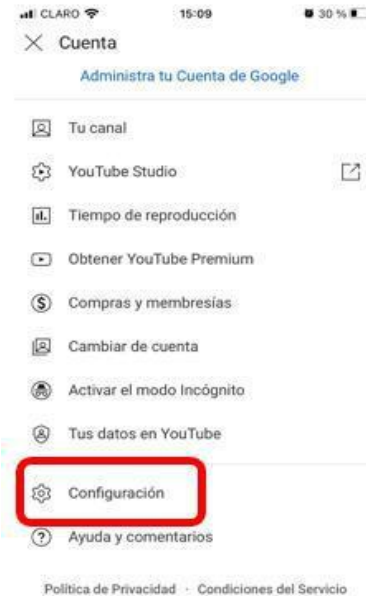 CLARO 15:09 30 %
Cuenta
Administra tu Cuenta de Google
Tu canal
YouTube Studio
Tiempo de reproducción
Obtener YouTube Premium
Compras y membresías
Cambiar de cuenta
Activar el modo Incógnito
Tus datos en YouTube
Configuración
Ayuda y comentarios
Política de Privacidad · Condiciones del Servicio